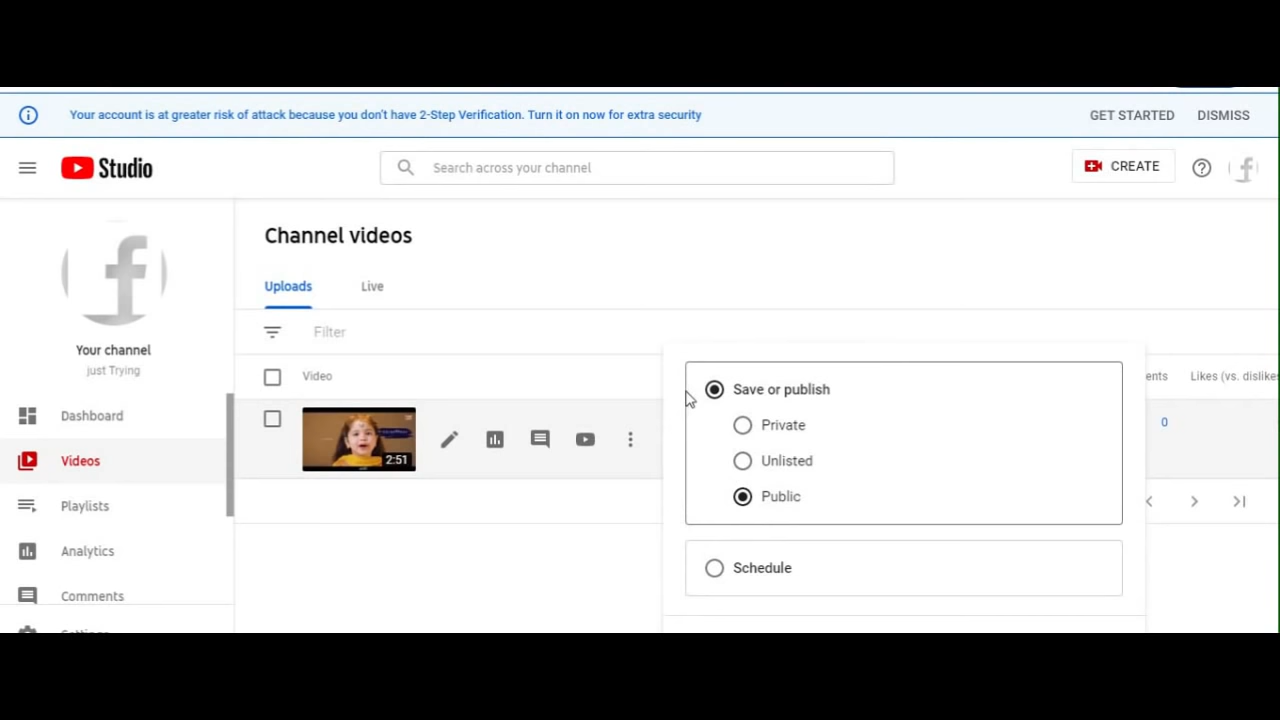 Your account is at greater risk of attack because you don't have 2-Step Verification. Turn it on now for extra security
GET STARTED
DISMISS
Studio
Search across your channel
CREATE
Channel videos
Uploads
Live
Your channel
just Trying
Filter
Video
ents
Likes (vs. dislikes
Dashboard
Videos
Playlists
Analytics
Comments
2:51
0
Save or publish
Private
Unlisted
Public
Schedule